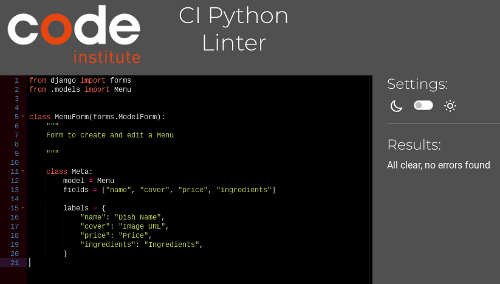 code
institute
CI Python
Linter
1 from django import forms
2 from .models import Menu
3
4
5 class MenuForm(forms.ModelForm):
6 """
7 Form to create and edit a Menu
8
9 """
10
11 class Meta:
12 model = Menu
13 fields = ["name", "cover", "price", "ingredients"]
14
15 labels = {
16 "name": "Dish Name",
17 "cover": "Image URL",
18 "price": "Price",
19 "ingredients": "Ingredients",
20 }
21
Settings:
Results:
All clear, no errors found